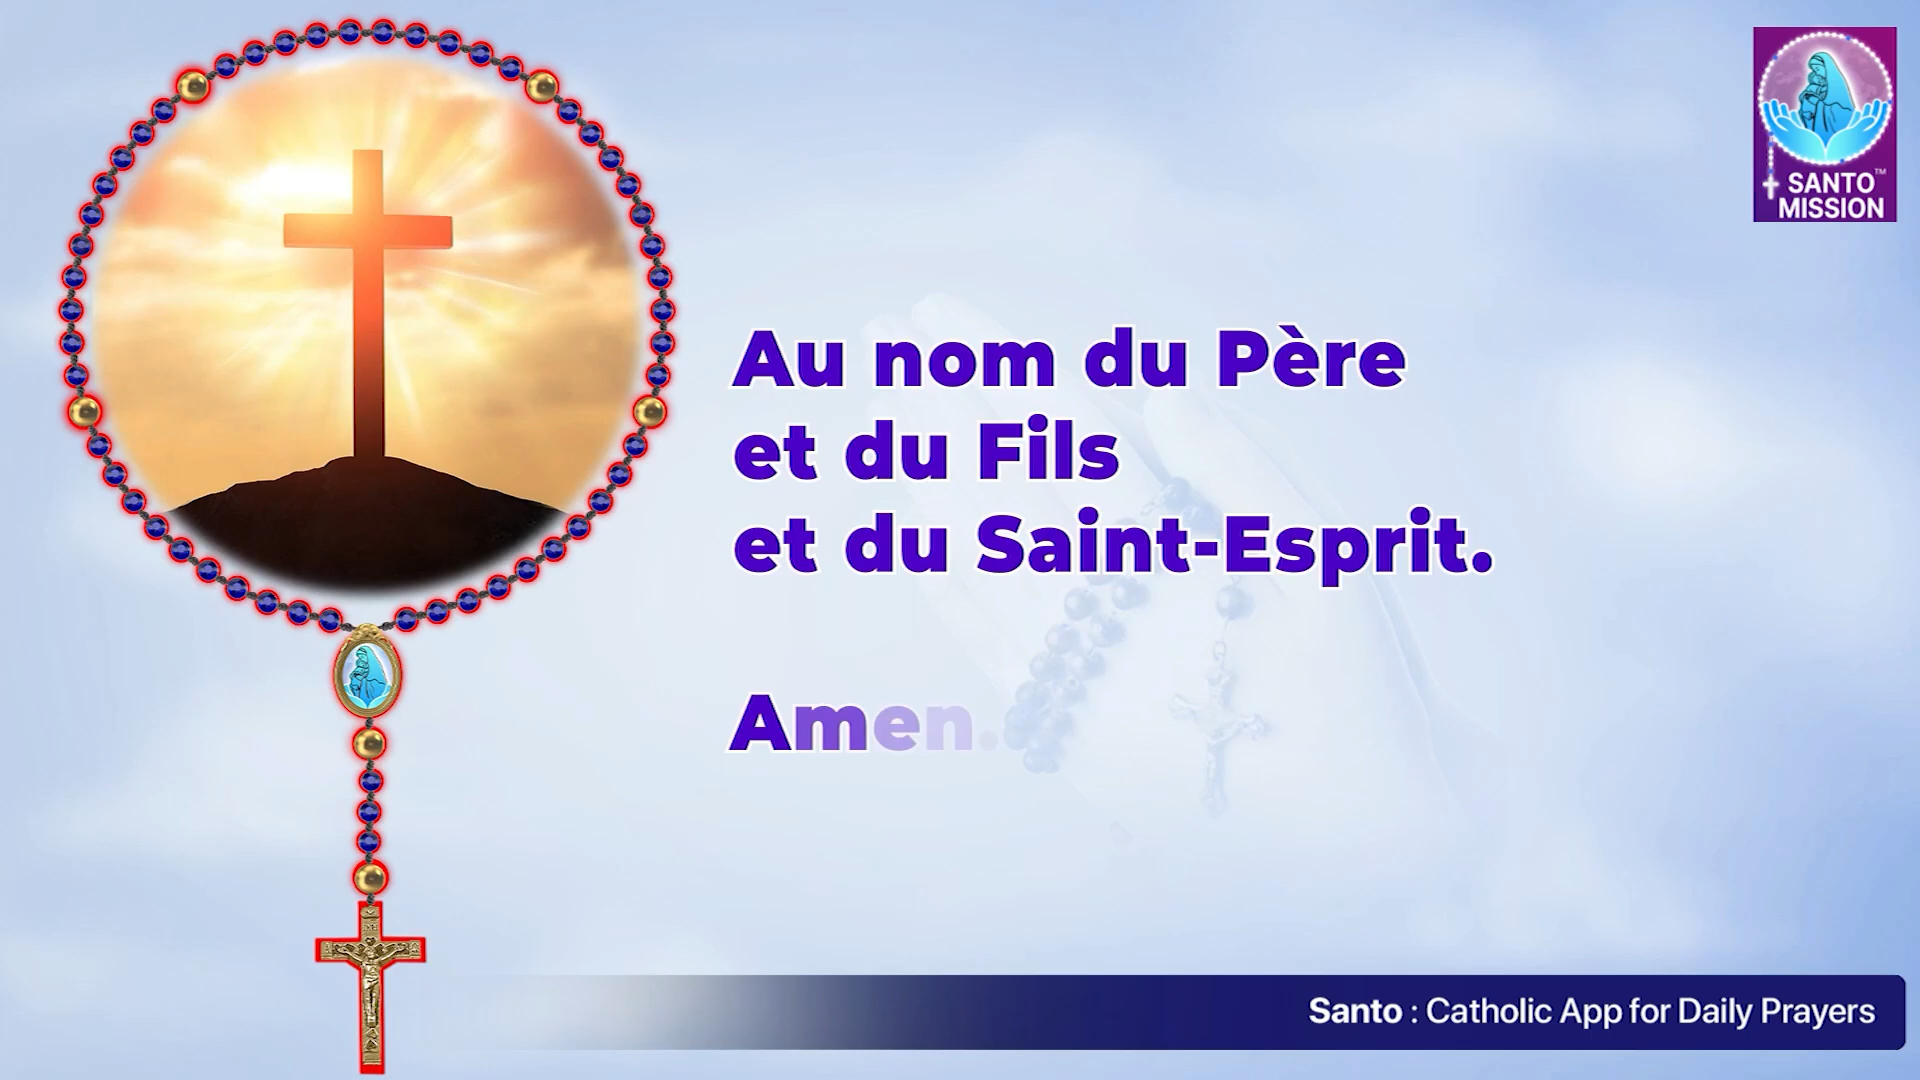 SANTO™
MISSION
Au nom du Père
et du Fils
et du Saint-Esprit.
Amen.
Santo : Catholic App for Daily Prayers